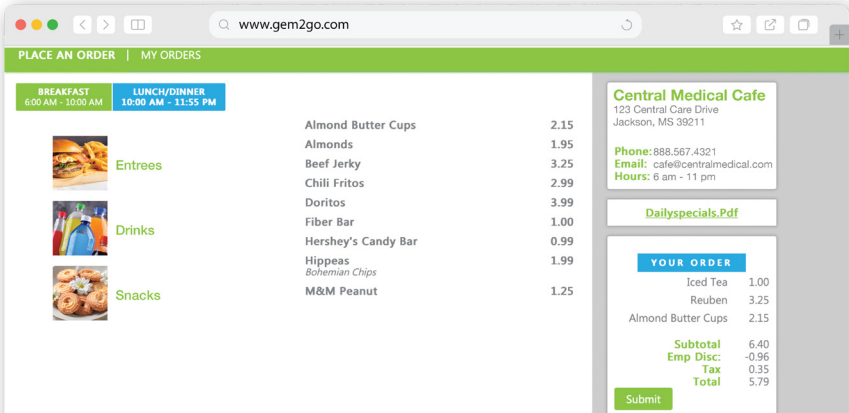 www.gem2go.com
PLACE AN ORDER | MY ORDERS
BREAKFAST
6:00 AM - 10:00 AM
LUNCH/DINNER
10:00 AM - 11:55 PM
Entrees
Drinks
Snacks
Almond Butter Cups 2.15
Almonds 1.95
Beef Jerky 3.25
Chili Fritos 2.99
Doritos 3.99
Fiber Bar 1.00
Hershey's Candy Bar 0.99
Hippeas 1.99
Bohemian Chips
M&M Peanut 1.25
Central Medical Cafe
123 Central Care Drive
Jackson, MS 39211
Phone: 888.567.4321
Email: cafe@centralmedical.com
Hours: 6 am - 11 pm
Dailyspecials.Pdf
YOUR ORDER
Iced Tea 1.00
Reuben 3.25
Almond Butter Cups 2.15
Subtotal 6.40
Emp Disc: -0.96
Tax 0.35
Total 5.79
Submit